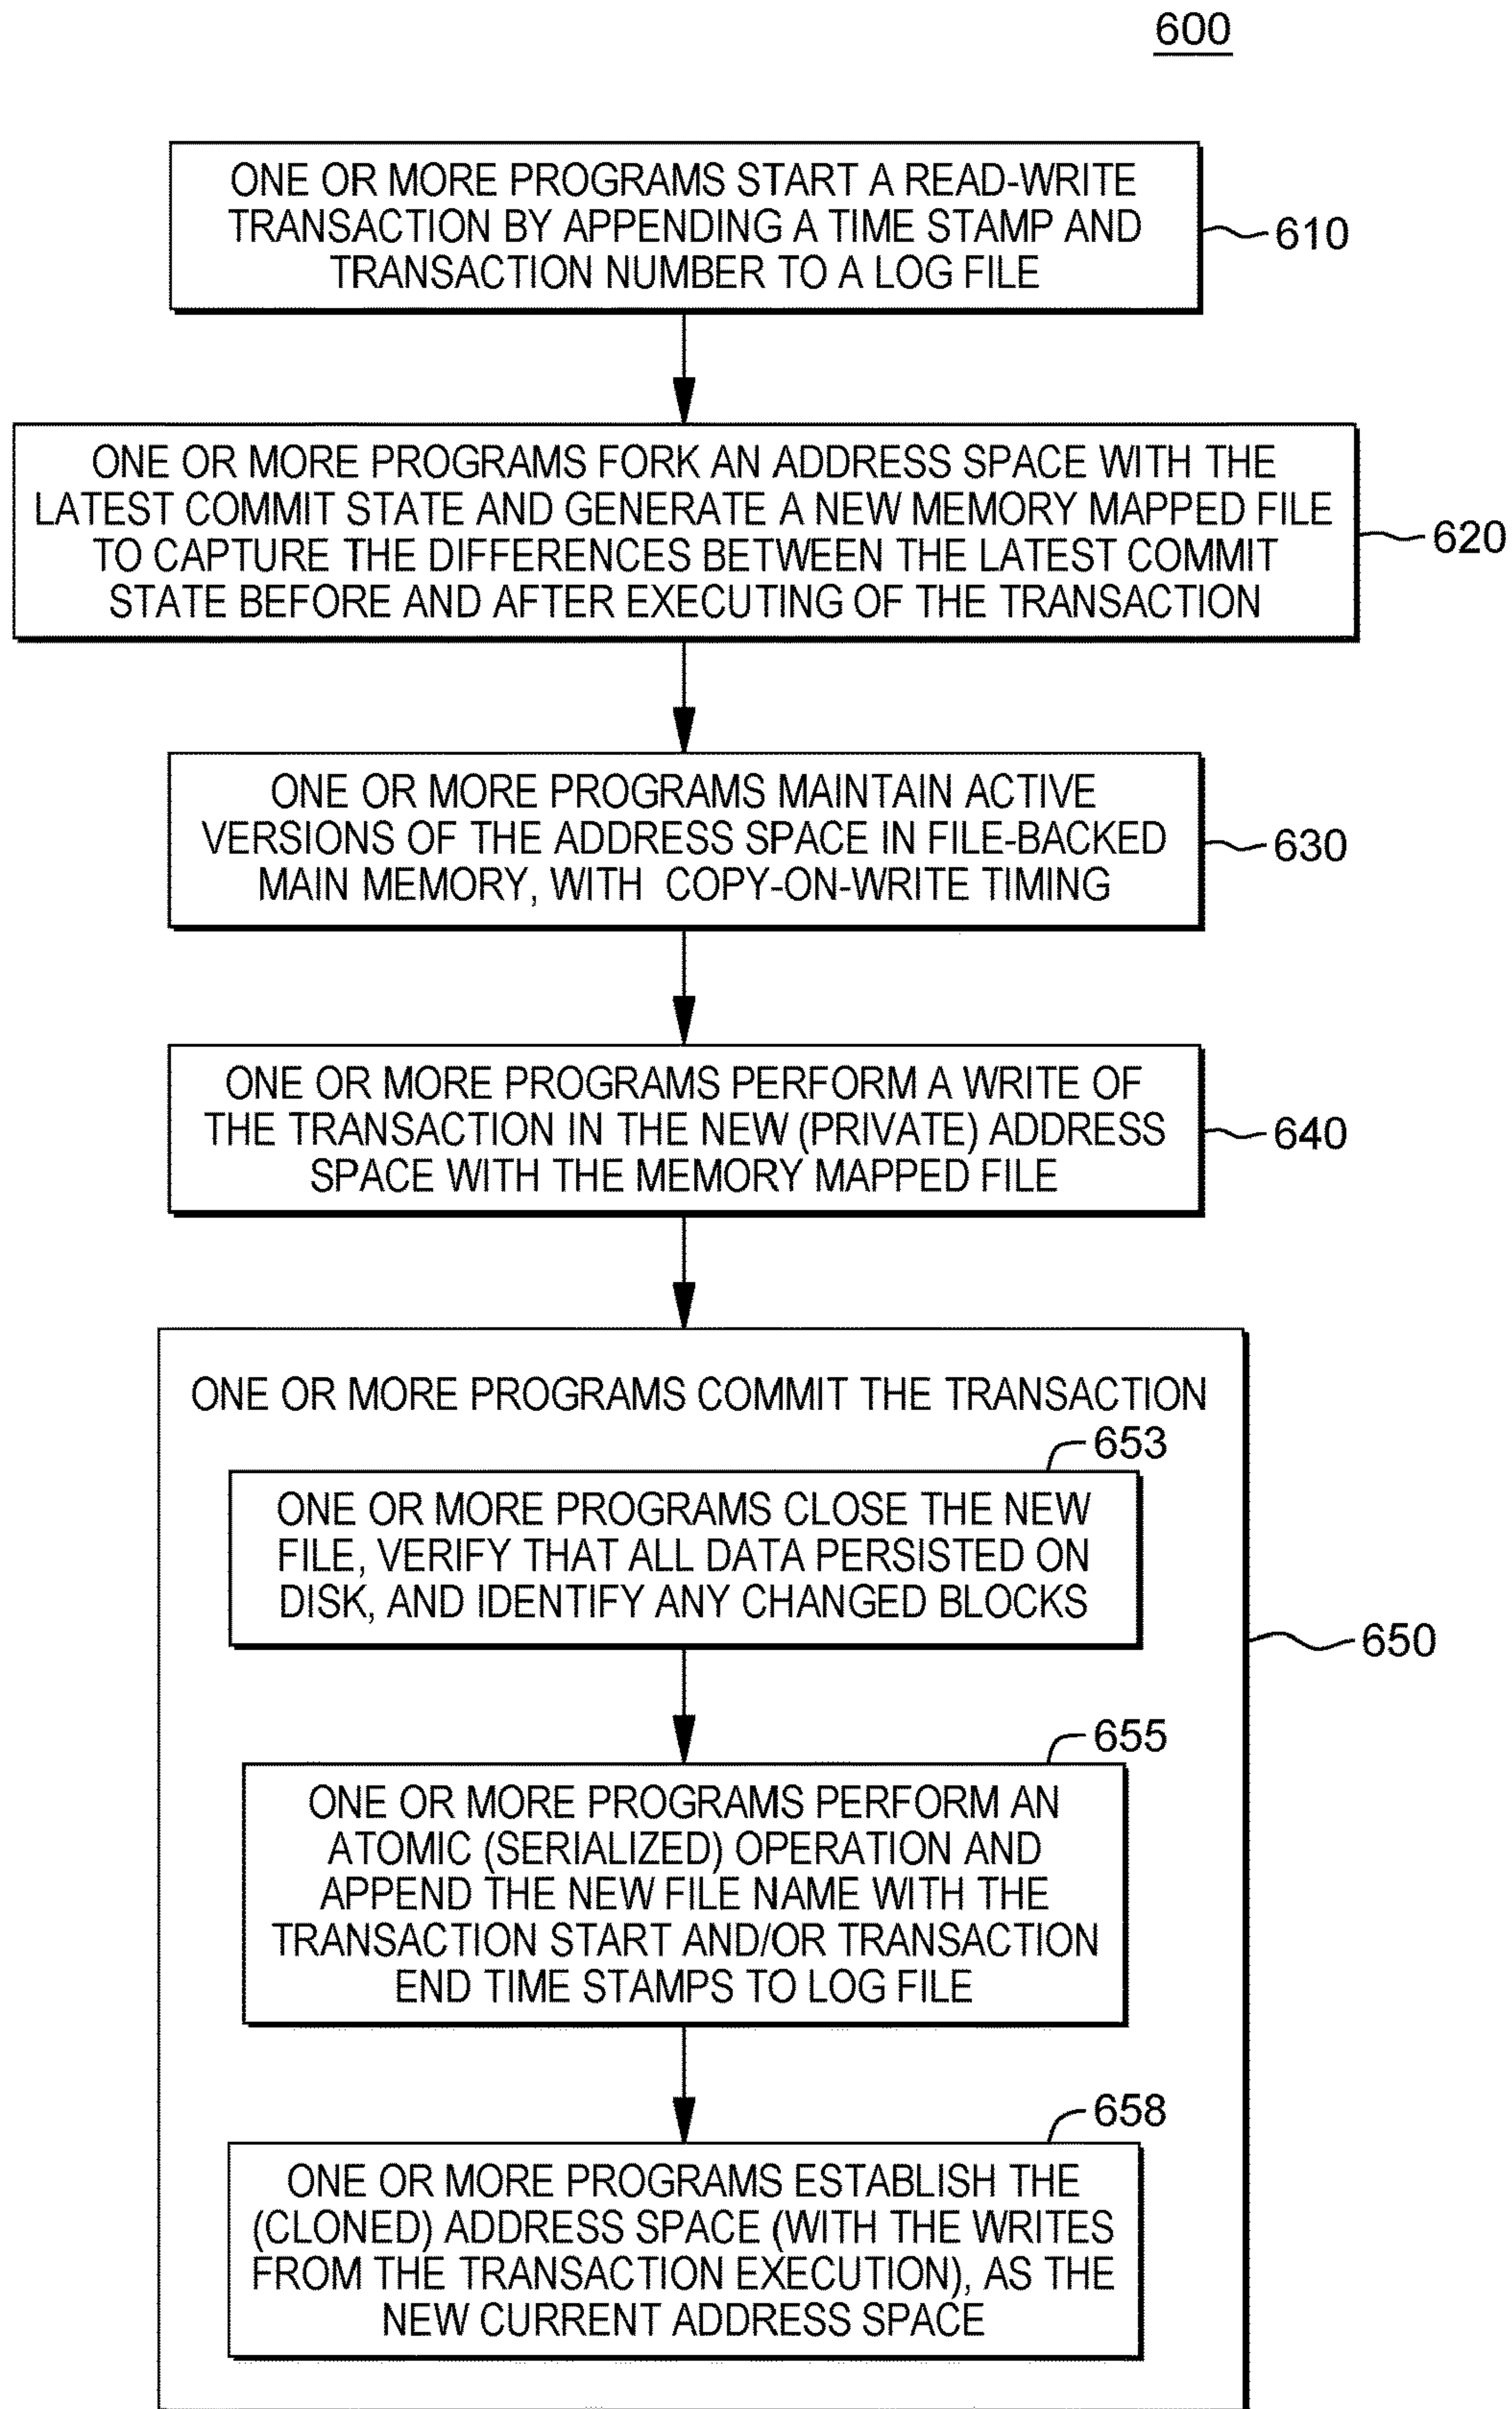 600
ONE OR MORE PROGRAMS START A READ-WRITE
TRANSACTION BY APPENDING A TIME STAMP AND
TRANSACTION NUMBER TO A LOG FILE
610
ONE OR MORE PROGRAMS FORK AN ADDRESS SPACE WITH THE
LATEST COMMIT STATE AND GENERATE A NEW MEMORY MAPPED FILE
TO CAPTURE THE DIFFERENCES BETWEEN THE LATEST COMMIT
STATE BEFORE AND AFTER EXECUTING OF THE TRANSACTION
620
ONE OR MORE PROGRAMS MAINTAIN ACTIVE
VERSIONS OF THE ADDRESS SPACE IN FILE-BACKED
MAIN MEMORY, WITH COPY-ON-WRITE TIMING
630
ONE OR MORE PROGRAMS PERFORM A WRITE OF
THE TRANSACTION IN THE NEW (PRIVATE) ADDRESS
SPACE WITH THE MEMORY MAPPED FILE
640
ONE OR MORE PROGRAMS COMMIT THE TRANSACTION
653
ONE OR MORE PROGRAMS CLOSE THE NEW
FILE, VERIFY THAT ALL DATA PERSISTED ON
DISK, AND IDENTIFY ANY CHANGED BLOCKS
650
655
ONE OR MORE PROGRAMS PERFORM AN
ATOMIC (SERIALIZED) OPERATION AND
APPEND THE NEW FILE NAME WITH THE
TRANSACTION START AND/OR TRANSACTION
END TIME STAMPS TO LOG FILE
658
ONE OR MORE PROGRAMS ESTABLISH THE
(CLONED) ADDRESS SPACE (WITH THE WRITES
FROM THE TRANSACTION EXECUTION), AS THE
NEW CURRENT ADDRESS SPACE